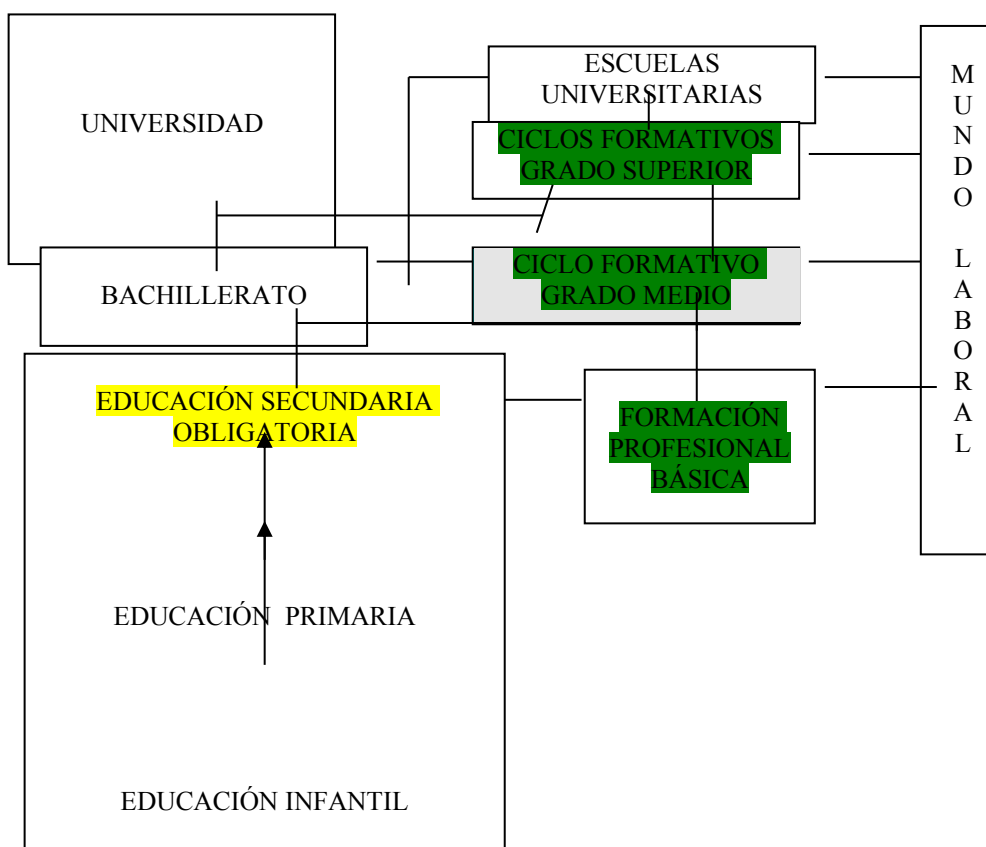 ESCUELAS
UNIVERSITARIAS
UNIVERSIDAD
CICLOS FORMATIVOS
GRADO SUPERIOR
CICLO FORMATIVO
GRADO MEDIO
BACHILLERATO
EDUCACIÓN SECUNDARIA
OBLIGATORIA
FORMACIÓN
PROFESIONAL
BÁSICA
EDUCACIÓN PRIMARIA
EDUCACIÓN INFANTIL
M
U
N
D
O
L
A
B
O
R
A
L